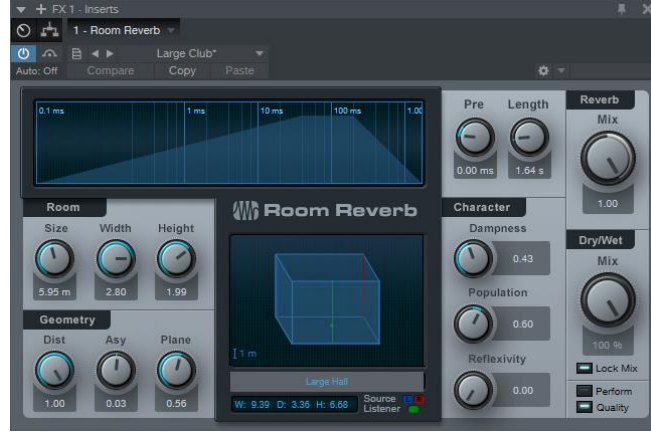 FX 1 - Inserts
1 - Room Reverb
Large Club*
Auto: Off Compare Copy Paste
0.1 ms 1 ms 10 ms 100 ms 1.00
Pre Length
0.00 ms 1.64 s
Reverb
Mix
1.00
Room
Size Width Height
5.95 m 2.80 1.99
Room Reverb
Character
Dampness
0.43
Population
0.60
Reflexivity
0.00
Dry/Wet
Mix
100 %
Lock Mix
Perform
Quality
Geometry
Dist Asy Plane
1.00 0.03 0.56
1 m
Large Hall
W: 9.39 D: 3.36 H: 6.68
Source L R
Listener